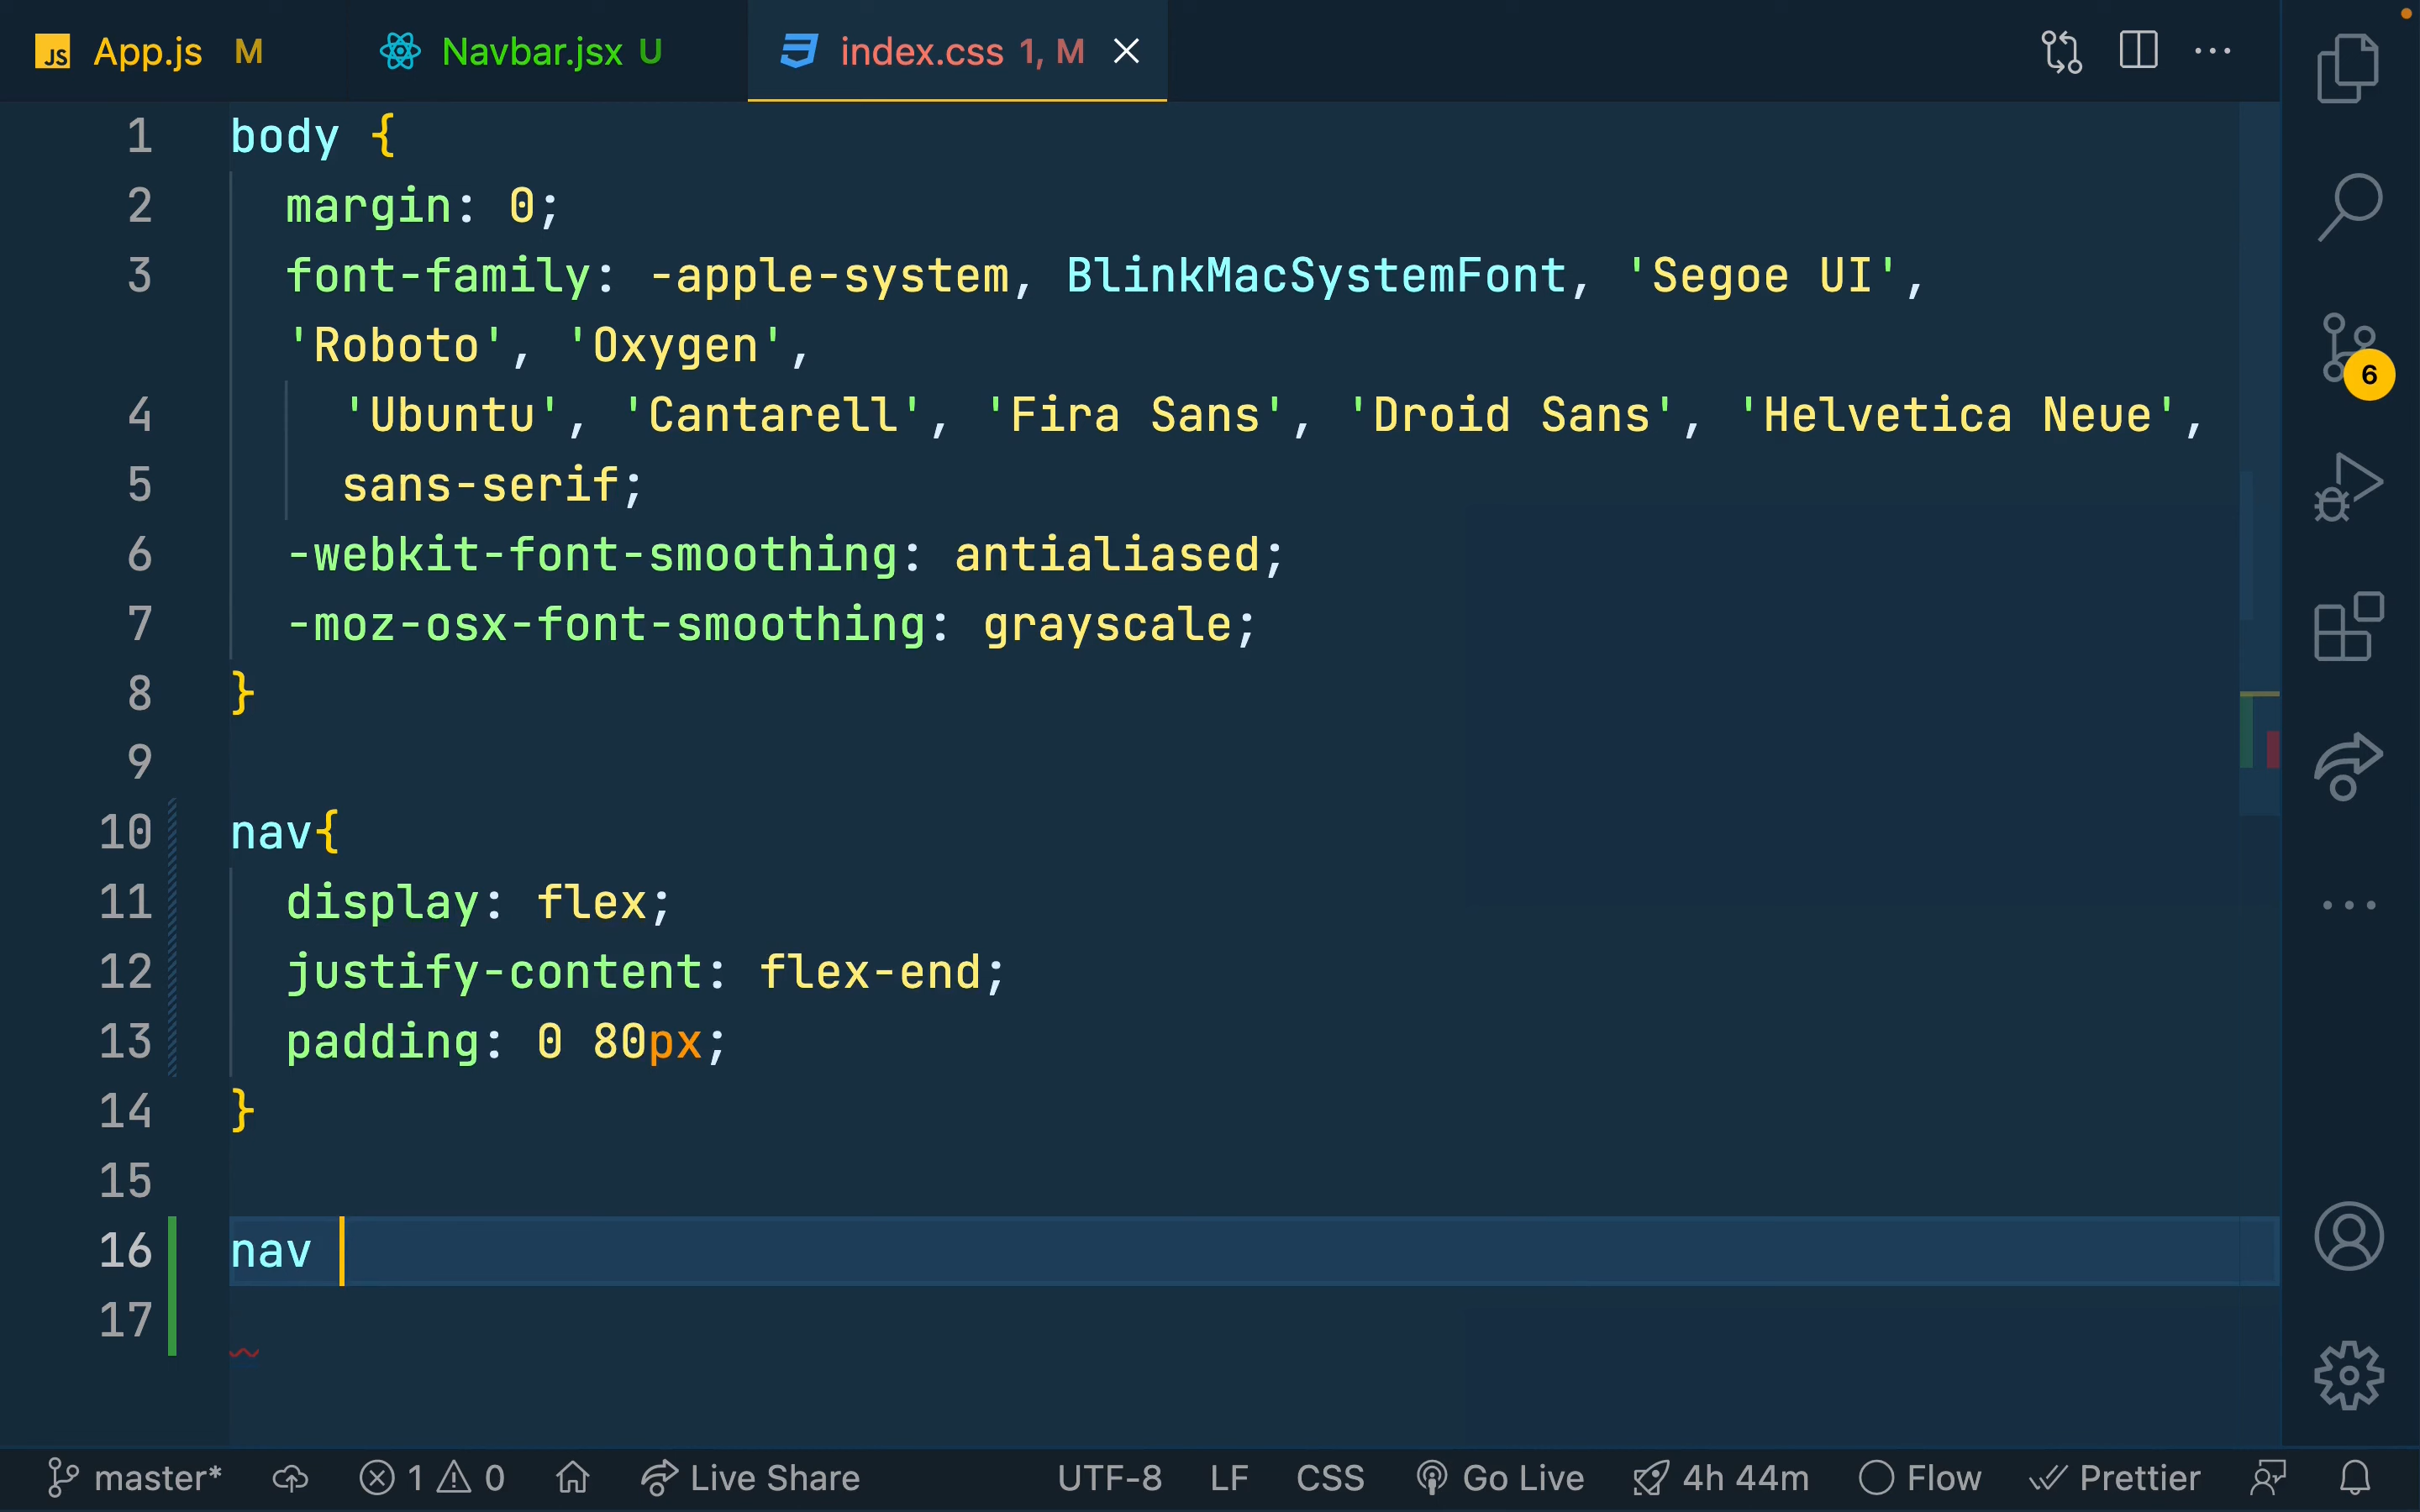 JS App.js M Navbar.jsx U index.css 1, M
1 body {
2 margin: 0;
3 font-family: -apple-system, BlinkMacSystemFont, 'Segoe UI',
'Roboto', 'Oxygen',
4 'Ubuntu', 'Cantarell', 'Fira Sans', 'Droid Sans', 'Helvetica Neue',
5 sans-serif;
6 -webkit-font-smoothing: antialiased;
7 -moz-osx-font-smoothing: grayscale;
8 }
9
10 nav{
11 display: flex;
12 justify-content: flex-end;
13 padding: 0 80px;
14 }
15
16 nav
17
6
master* 1 0 Live Share UTF-8 LF CSS Go Live 4h 44m Flow Prettier